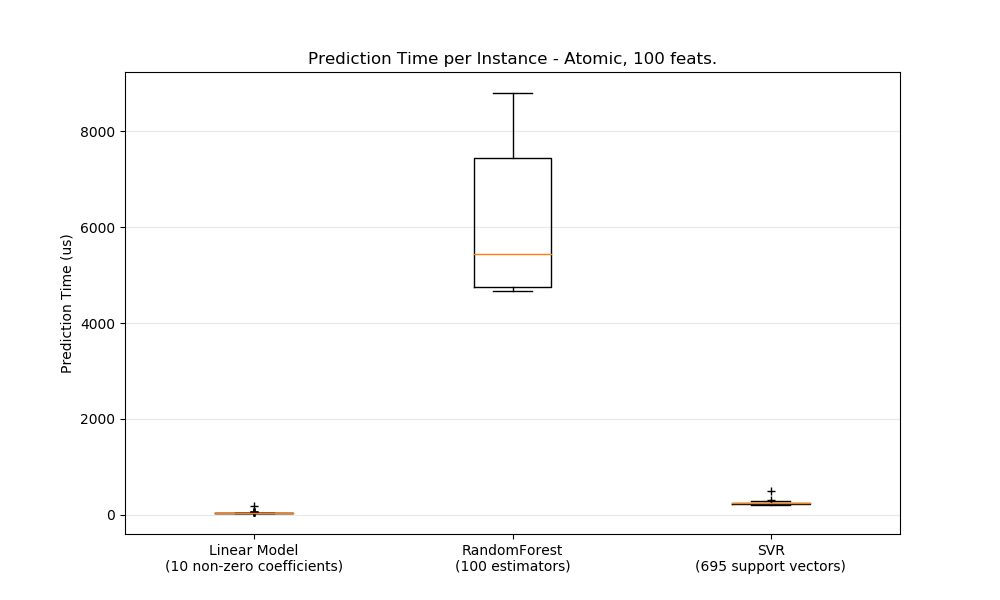 Prediction Time per Instance - Atomic, 100 feats.
Prediction Time (us)
8000
6000
4000
2000
0
Linear Model
(10 non-zero coefficients)
RandomForest
(100 estimators)
SVR
(695 support vectors)